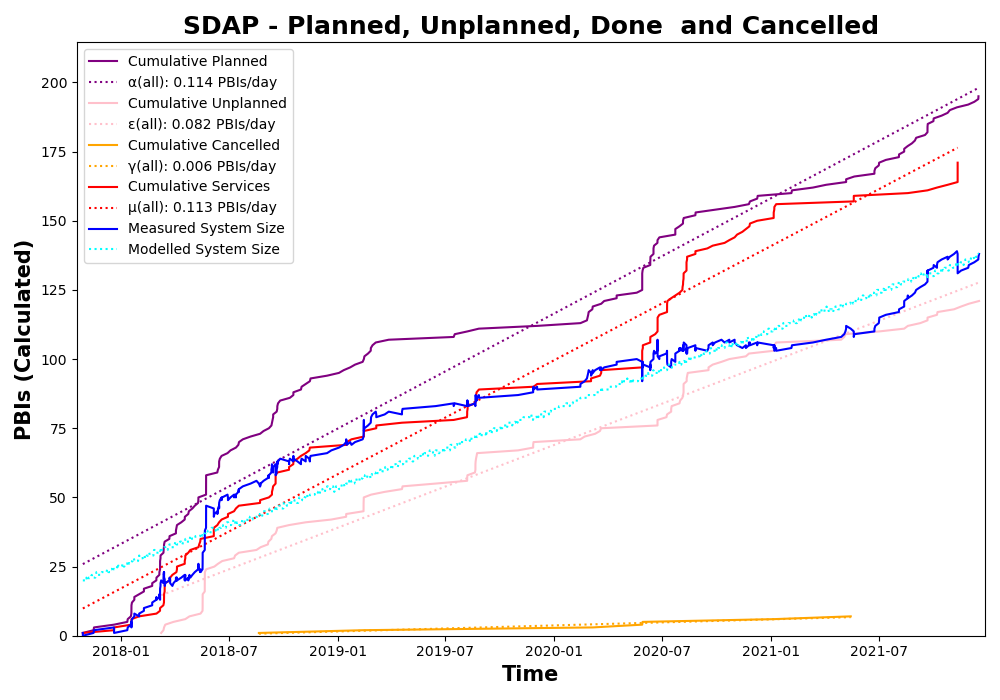 SDAP - Planned, Unplanned, Done  and Cancelled
Cumulative Planned
α(all): 0.114 PBIs/day
Cumulative Unplanned
ε(all): 0.082 PBIs/day
Cumulative Cancelled
γ(all): 0.006 PBIs/day
Cumulative Services
μ(all): 0.113 PBIs/day
Measured System Size
Modelled System Size
PBIs (Calculated)
200
175
150
125
100
75
50
25
0
2018-01 2018-07 2019-01 2019-07 2020-01 2020-07 2021-01 2021-07
Time